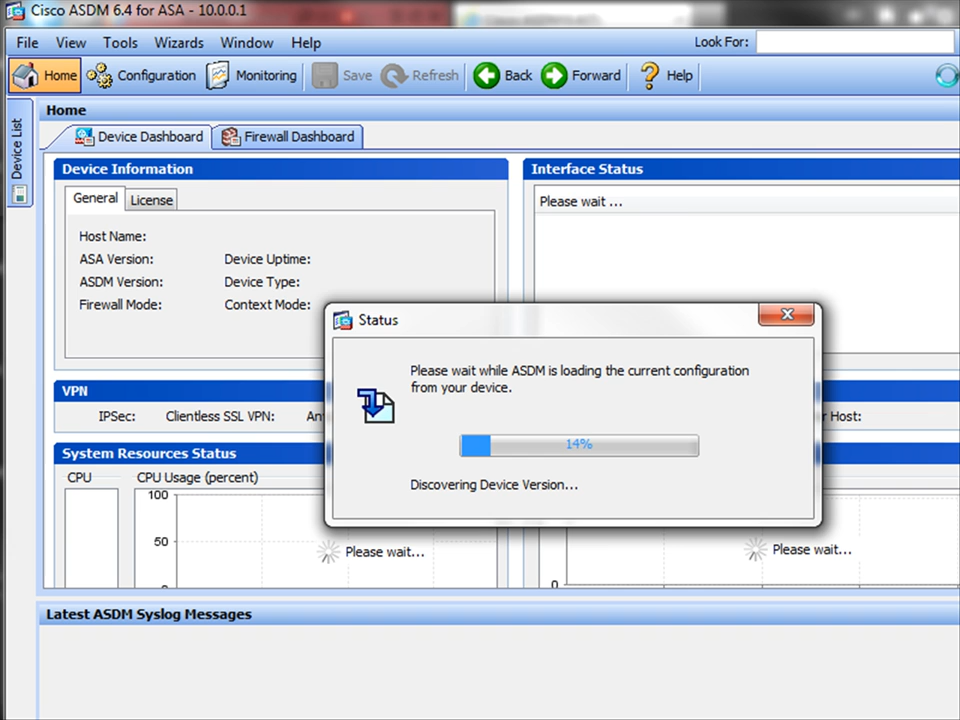 Cisco ASDM 6.4 for ASA - 10.0.0.1
File View Tools Wizards Window Help Look For:
Home Configuration Monitoring Save Refresh Back Forward Help
Device List
Home
Device Dashboard Firewall Dashboard
Device Information
General License
Host Name:
ASA Version: Device Uptime:
ASDM Version: Device Type:
Firewall Mode: Context Mode:
Interface Status
Please wait ...
Status
Please wait while ASDM is loading the current configuration
from your device.
14%
Discovering Device Version...
VPN
IPSec: Clientless SSL VPN: Host:
System Resources Status
CPU CPU Usage (percent)
100
50
0
Please wait...
0
Please wait...
Latest ASDM Syslog Messages